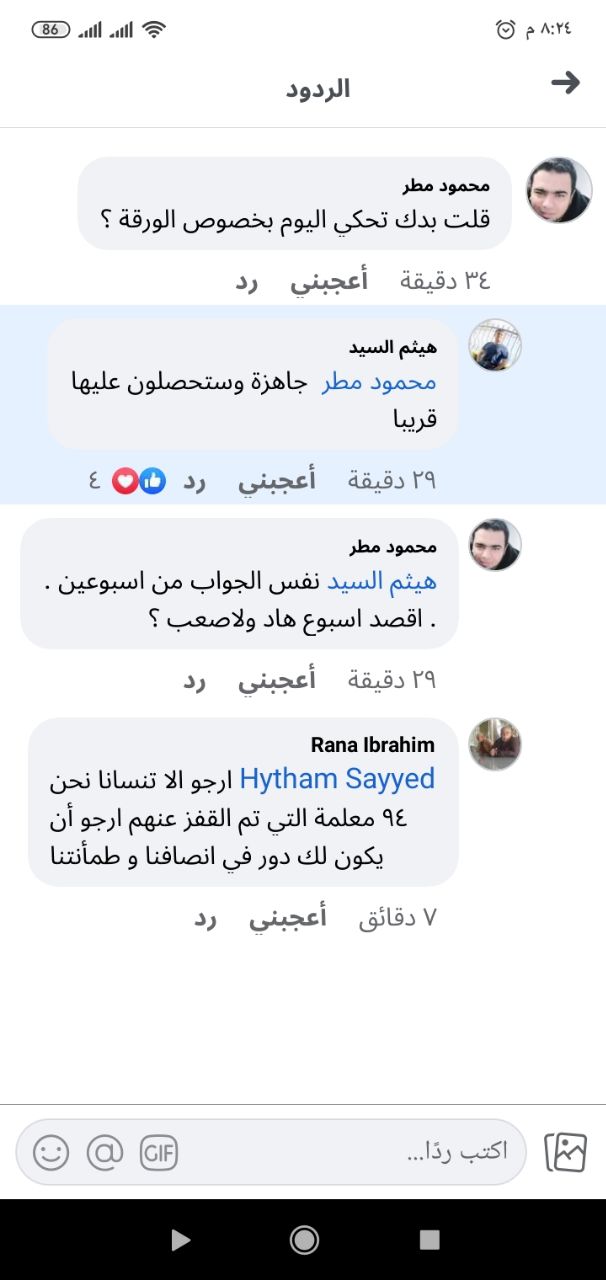 86
٨:٢٤ م
الردود
محمود مطر
قلت بدك تحكي اليوم بخصوص الورقة ؟
٣٤ دقيقة أعجبني رد
هيثم السيد
محمود مطر جاهزة وستحصلون عليها
قريبا
٢٩ دقيقة أعجبني رد ٤
محمود مطر
هيثم السيد نفس الجواب من اسبوعين .
. اقصد اسبوع هاد ولاصعب ؟
٢٩ دقيقة أعجبني رد
Rana Ibrahim
Hytham Sayyed ارجو الا تنسانا نحن
٩٤ معلمة التي تم القفز عنهم ارجو أن
يكون لك دور في انصافنا و طمأنتنا
٧ دقائق أعجبني رد
اكتب ردًا...
GIF